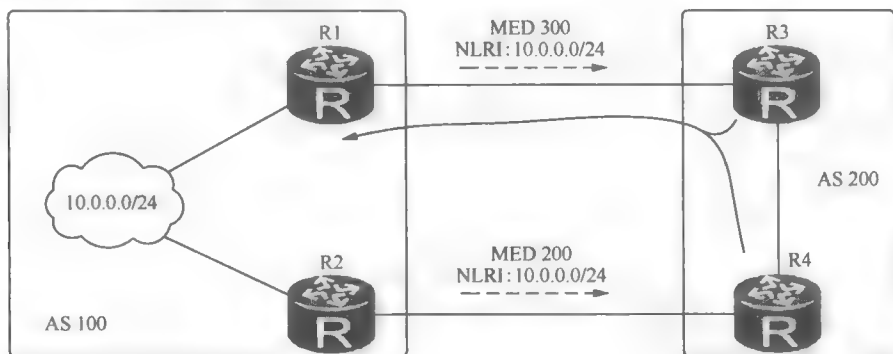 R1
MED 300
NLRI:10.0.0.0/24
R3
R
R
10.0.0.0/24
AS 200
R2
MED 200
NLRI:10.0.0.0/24
R4
AS 100
R
R